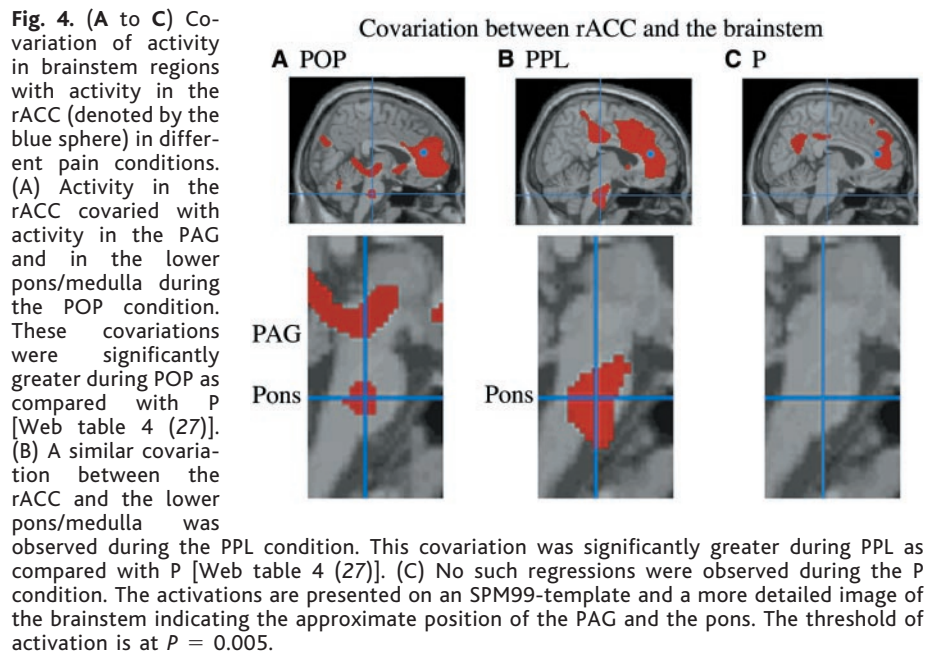 Fig. 4. (A to C) Co-
variation of activity
in brainstem regions
with activity in the
rACC (denoted by the
blue sphere) in differ-
ent pain conditions.
(A) Activity in the
rACC covaried with
activity in the PAG
and in the lower
pons/medulla during
the POP condition.
These covariations
were significantly
greater during POP as
compared with P
[Web table 4 (27)].
(B) A similar covaria-
tion between the
rACC and the lower
pons/medulla was
observed during the PPL condition. This covariation was significantly greater during PPL as
compared with P [Web table 4 (27)]. (C) No such regressions were observed during the P
condition. The activations are presented on an SPM99-template and a more detailed image of
the brainstem indicating the approximate position of the PAG and the pons. The threshold of
activation is at P = 0.005.
Covariation between rACC and the brainstem
A POP
B PPL
C P
PAG
Pons
Pons